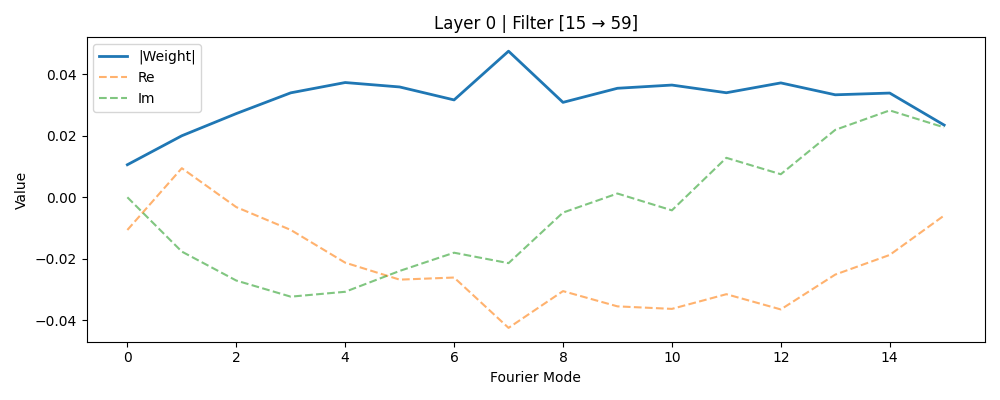 Layer 0 | Filter [15 → 59]
|Weight|
Re
Im
Value
0.04
0.02
0.00
−0.02
−0.04
0 2 4 6 8 10 12 14
Fourier Mode